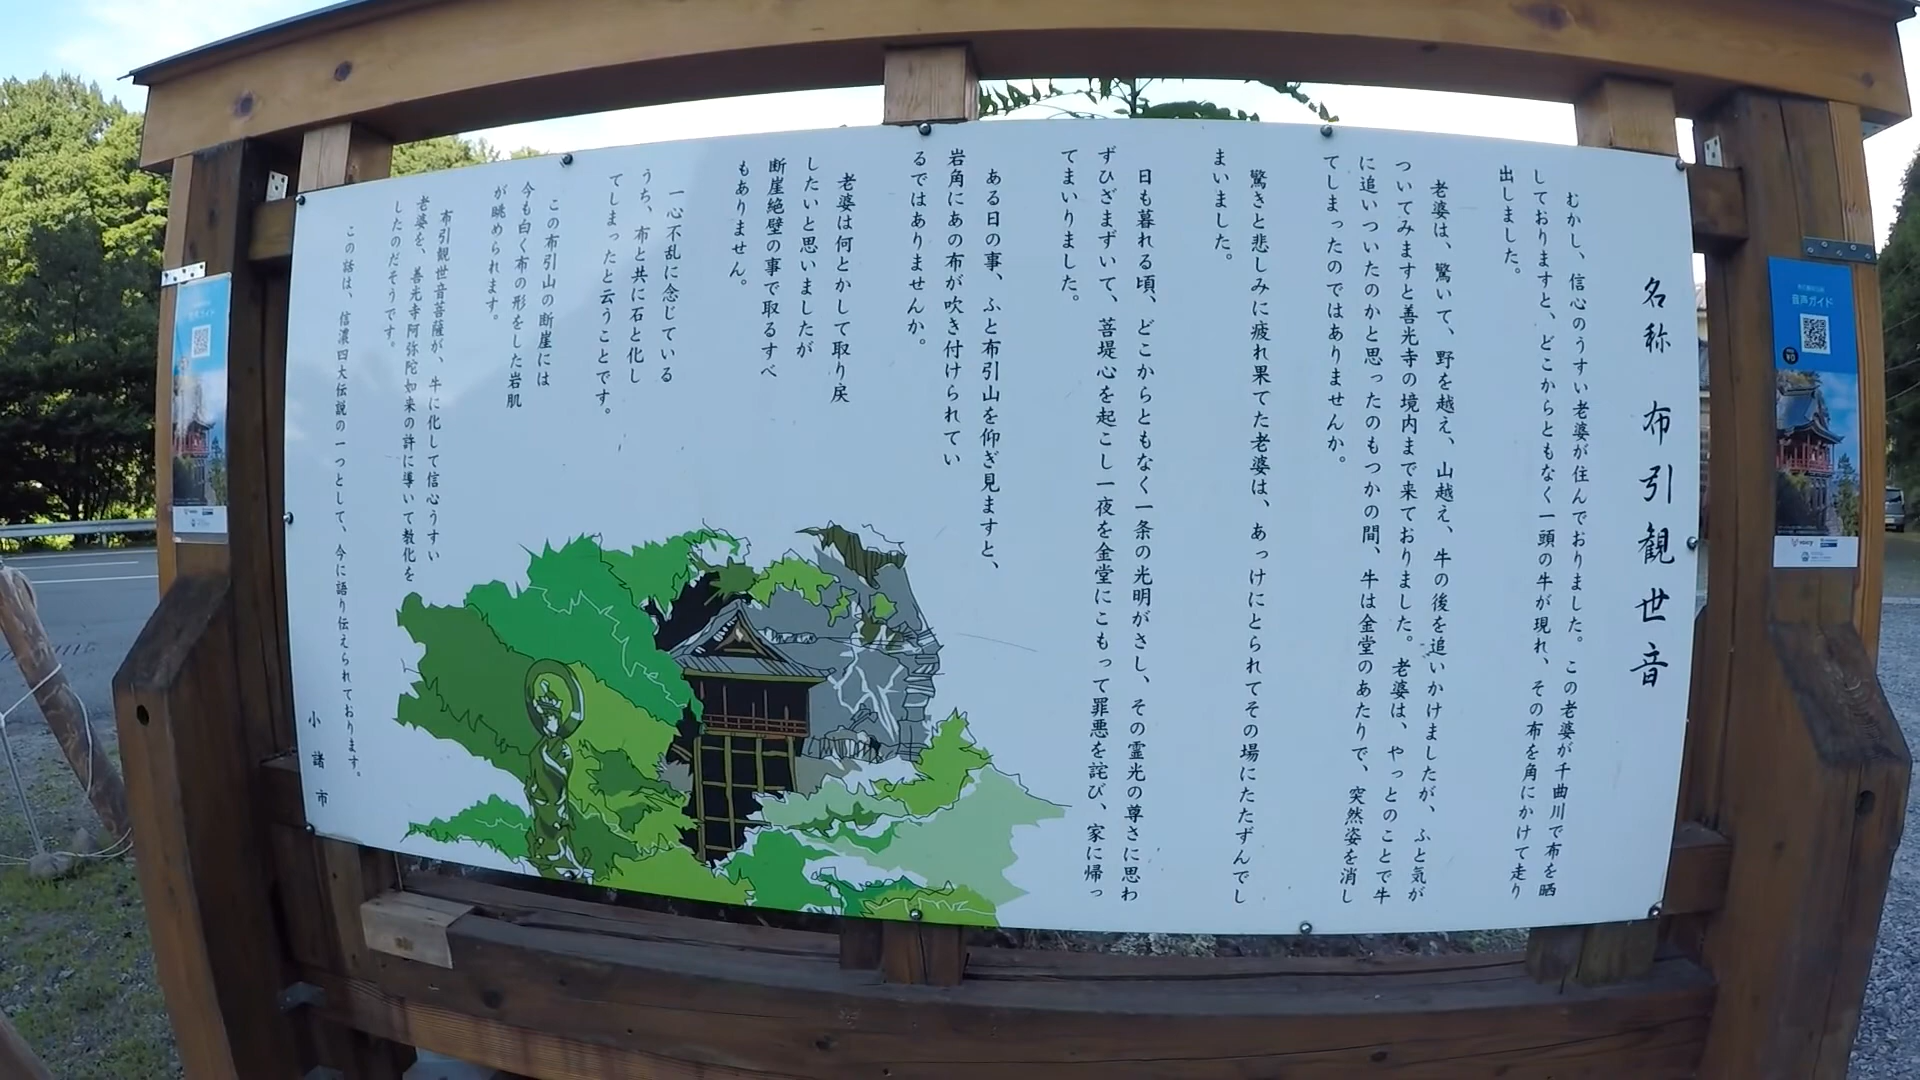 名称 布引観世音
むかし、信心のうすい老婆が住んでおりました。この老婆が千曲川で布を晒
しておりますと、どこからともなく一頭の牛が現れ、その布を角にかけて走り
出しました。
老婆は、驚いて、野を越え、山越え、牛の後を追いかけましたが、ふと気が
ついてみますと善光寺の境内まで来ておりました。老婆は、やっとのことで牛
に追いついたのかと思ったのもつかの間、牛は金堂のあたりで、突然姿を消し
てしまったのではありませんか。
驚きと悲しみに疲れ果てた老婆は、あっけにとられてその場にたたずんでし
まいました。
日も暮れる頃、どこからともなく一条の光明がさし、その霊光の尊さに思わ
ずひざまずいて、菩提心を起こし一夜を金堂にこもって罪悪を詫び、家に帰っ
てまいりました。
ある日の事、ふと布引山を仰ぎ見ますと、
岩角にあの布が吹き付けられてい
るではありませんか。
老婆は何とかして取り戻
したいと思いましたが
断崖絶壁の事で取るすべ
もありません。
一心不乱に念じている
うち、布と共に石と化し
てしまったと云うことです。
この布引山の断崖には
今も白く布の形をした岩肌
が眺められます。
布引観世音菩薩が、牛に化して信心うすい
老婆を、善光寺阿弥陀如来の許に導いて教化を
したのだそうです。
この話は、信濃四大伝説の一つとして、今に語り伝えられております。
小諸市
音声ガイド
音声ガイド